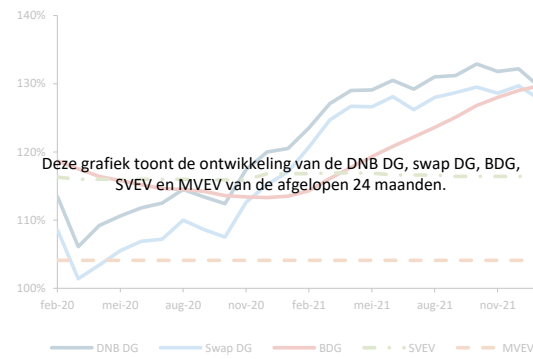 140%
130%
120%
Deze grafiek toont de ontwikkeling van de DNB DG, swap DG, BDG,
SVEV en MVEV van de afgelopen 24 maanden.
110%
100%
feb-20 mei-20 aug-20 nov-20 feb-21 mei-21 aug-21 nov-21
DNB DG Swap DG BDG SVEV MVEV